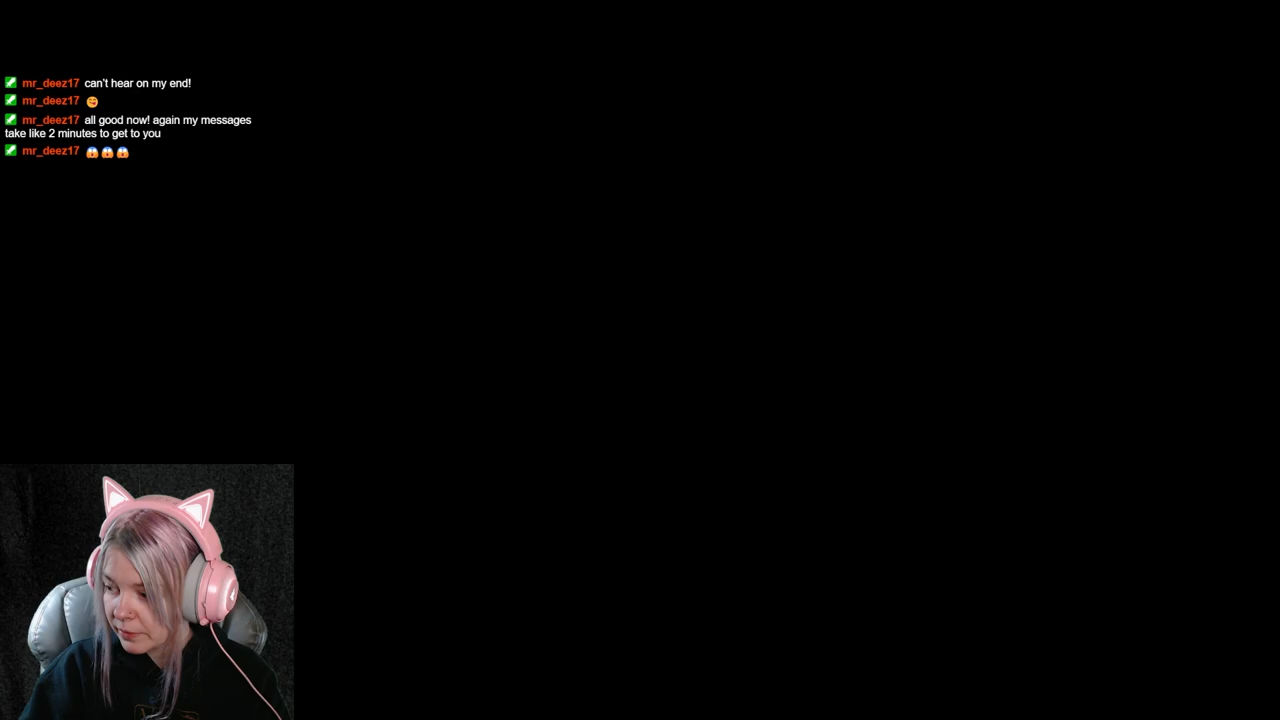 mr_deez17 can't hear on my end!
mr_deez17 🥰
mr_deez17 all good now! again my messages
take like 2 minutes to get to you
mr_deez17 😱😱😱